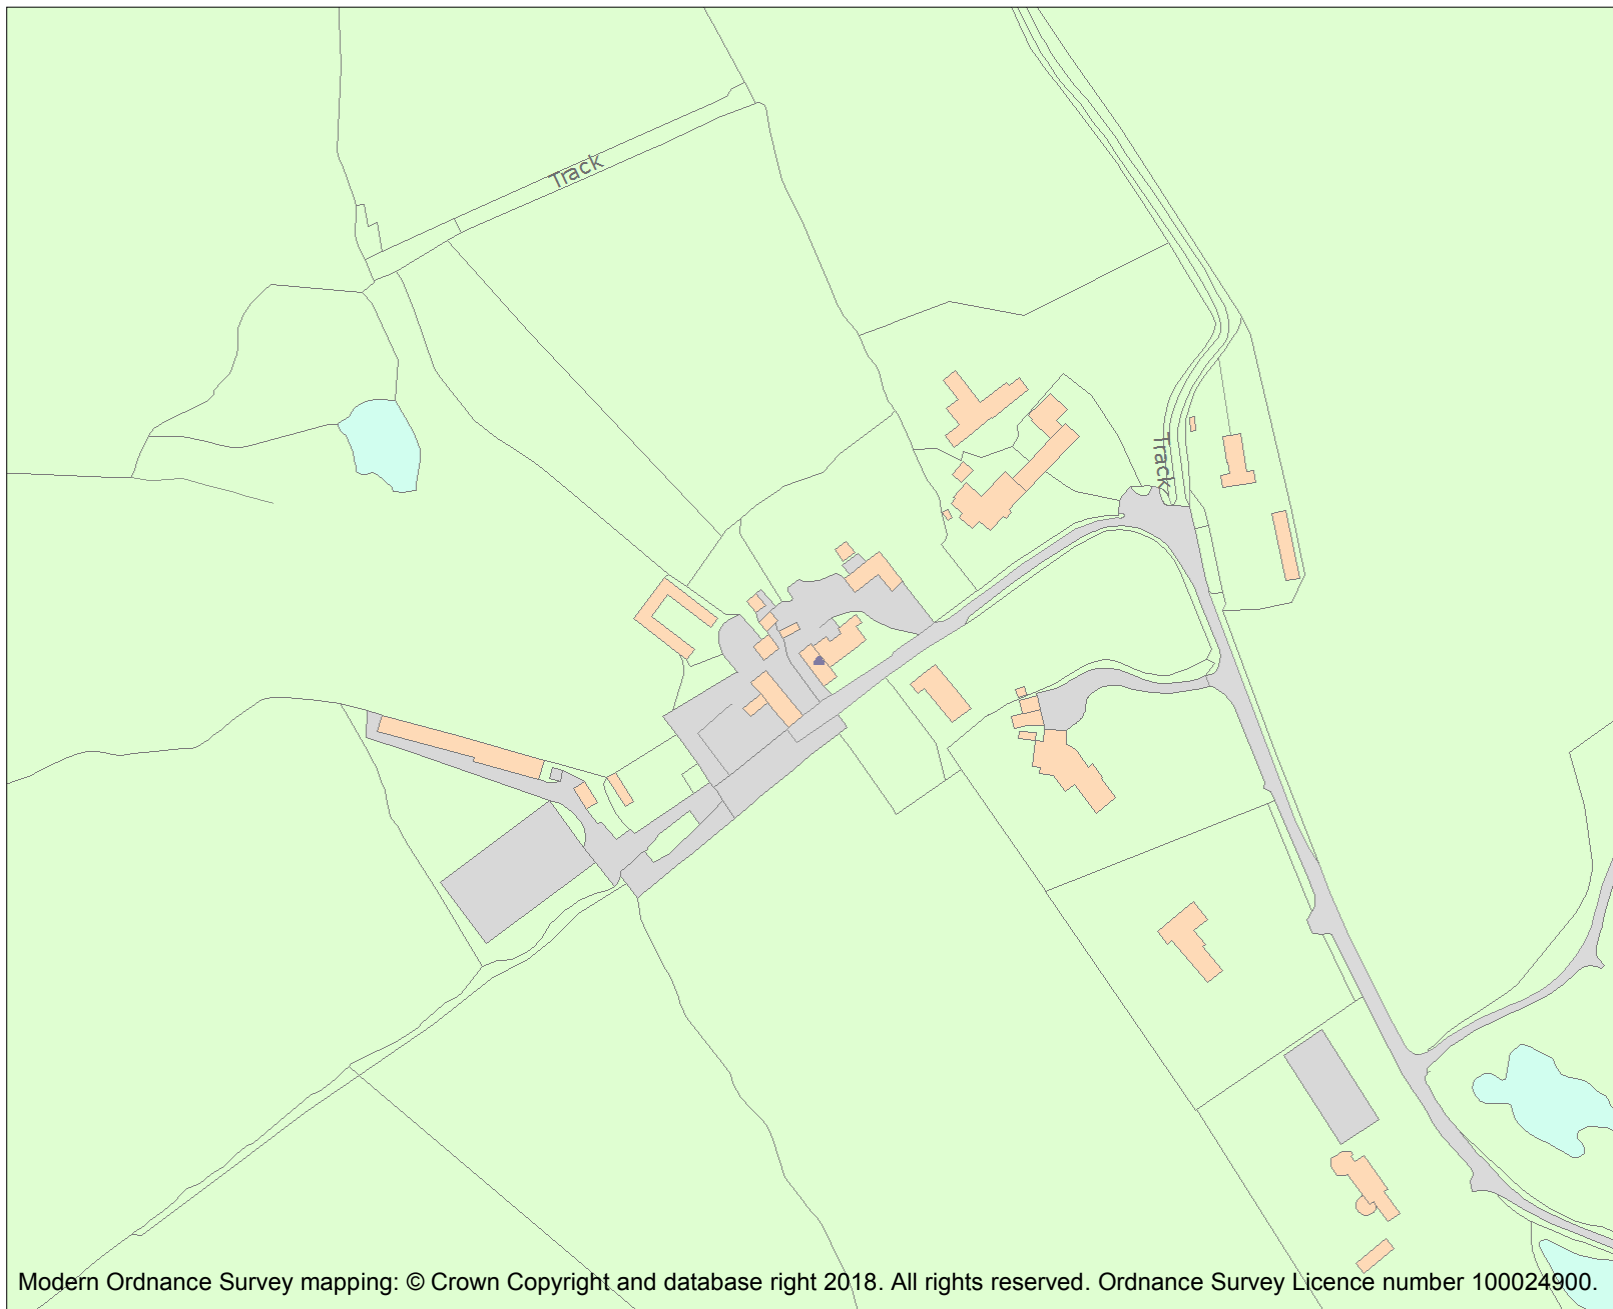 Track
Track
Modern Ordnance Survey mapping: © Crown Copyright and database right 2018. All rights reserved. Ordnance Survey Licence number 100024900.